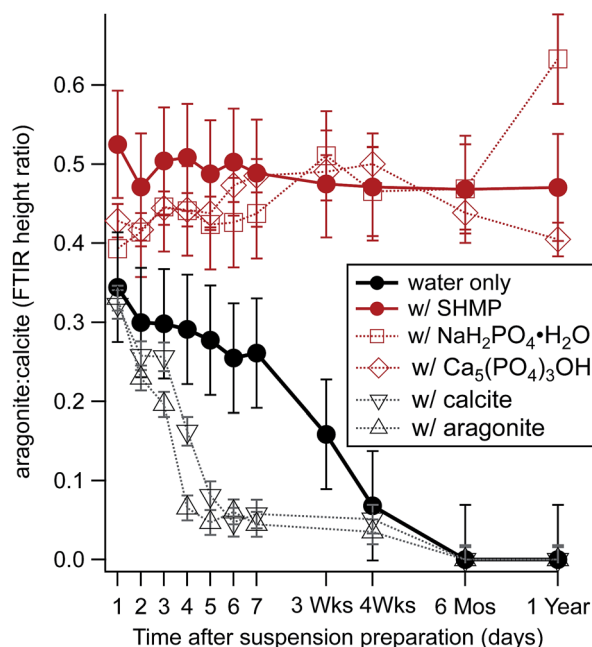 aragonite:calcite (FTIR height ratio)
0.6
0.5
0.4
0.3
0.2
0.1
0.0
water only
w/ SHMP
w/ NaH₂PO₄•H₂O
w/ Ca₅(PO₄)₃OH
w/ calcite
w/ aragonite
1 2 3 4 5 6 7 3 Wks 4Wks 6 Mos 1 Year
Time after suspension preparation (days)